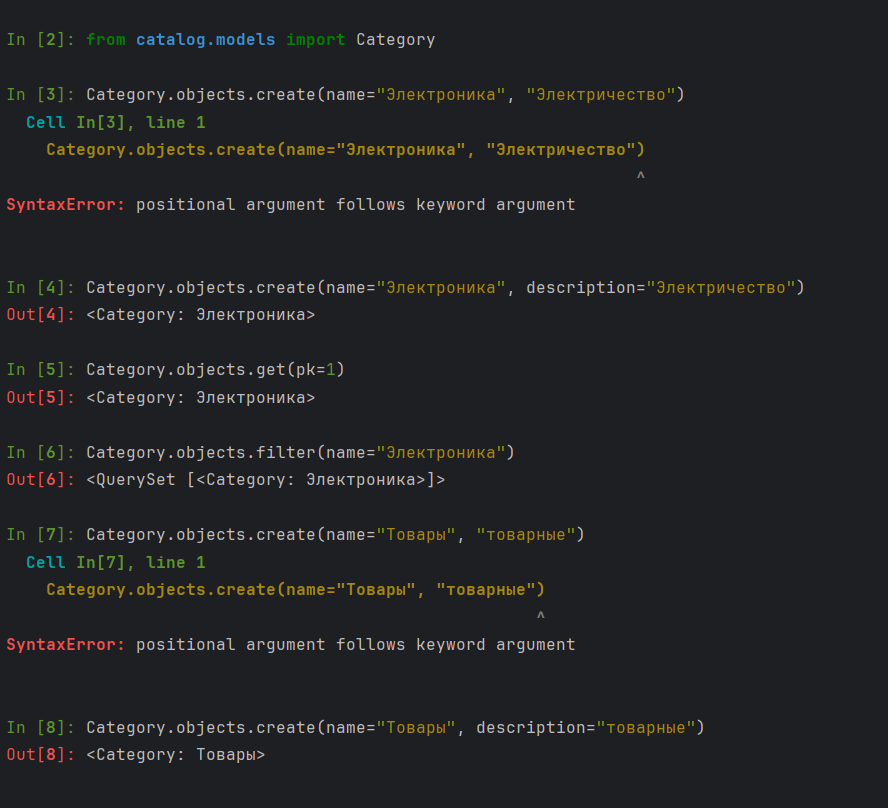 In [2]: from catalog.models import Category
In [3]: Category.objects.create(name="Электроника", "Электричество")
Cell In[3], line 1
Category.objects.create(name="Электроника", "Электричество")
^
SyntaxError: positional argument follows keyword argument
In [4]: Category.objects.create(name="Электроника", description="Электричество")
Out[4]: <Category: Электроника>
In [5]: Category.objects.get(pk=1)
Out[5]: <Category: Электроника>
In [6]: Category.objects.filter(name="Электроника")
Out[6]: <QuerySet [<Category: Электроника>]>
In [7]: Category.objects.create(name="Товары", "товарные")
Cell In[7], line 1
Category.objects.create(name="Товары", "товарные")
^
SyntaxError: positional argument follows keyword argument
In [8]: Category.objects.create(name="Товары", description="товарные")
Out[8]: <Category: Товары>